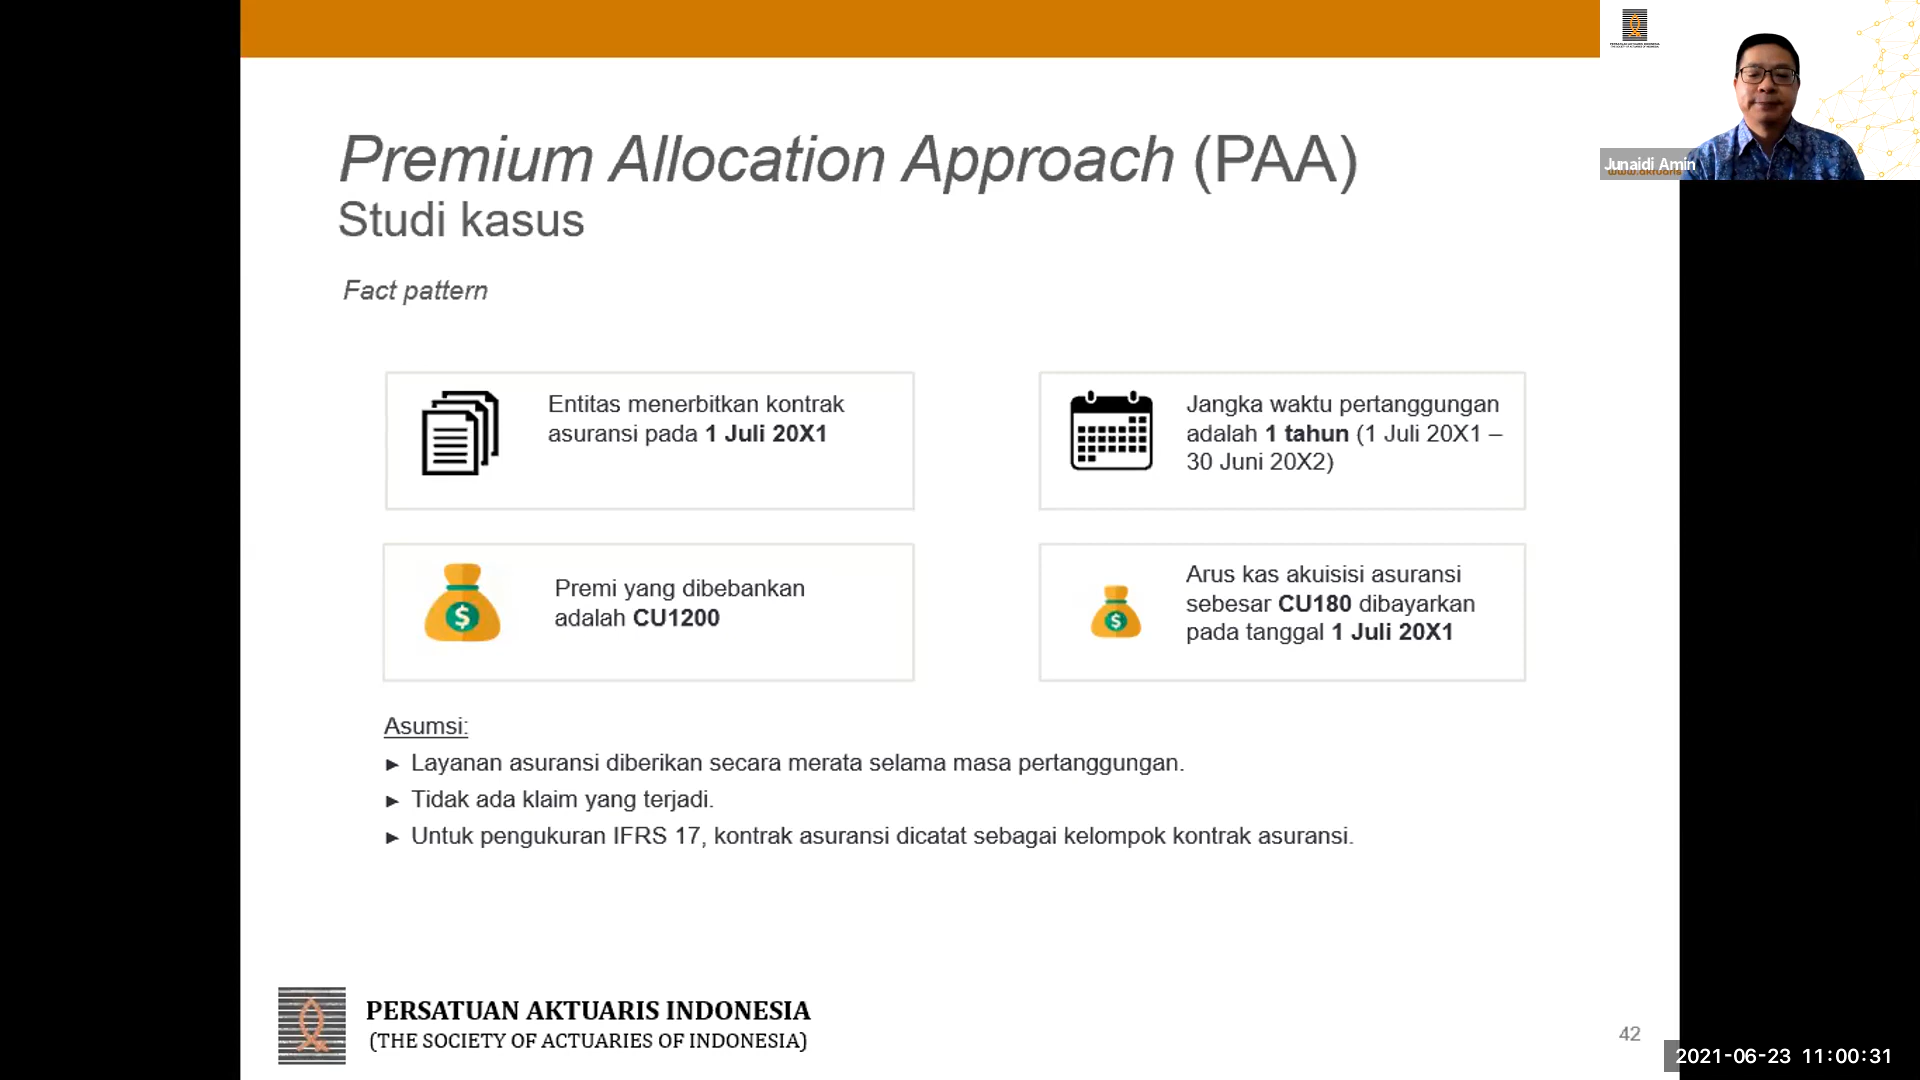 Premium Allocation Approach (PAA)
Studi kasus
Fact pattern
Entitas menerbitkan kontrak
asuransi pada 1 Juli 20X1
Jangka waktu pertanggungan
adalah 1 tahun (1 Juli 20X1 –
30 Juni 20X2)
Premi yang dibebankan
adalah CU1200
Arus kas akuisisi asuransi
sebesar CU180 dibayarkan
pada tanggal 1 Juli 20X1
Asumsi:
► Layanan asuransi diberikan secara merata selama masa pertanggungan.
► Tidak ada klaim yang terjadi.
► Untuk pengukuran IFRS 17, kontrak asuransi dicatat sebagai kelompok kontrak asuransi.
PERSATUAN AKTUARIS INDONESIA
(THE SOCIETY OF ACTUARIES OF INDONESIA)
42
Junaidi Amin
2021-06-23 11:00:31